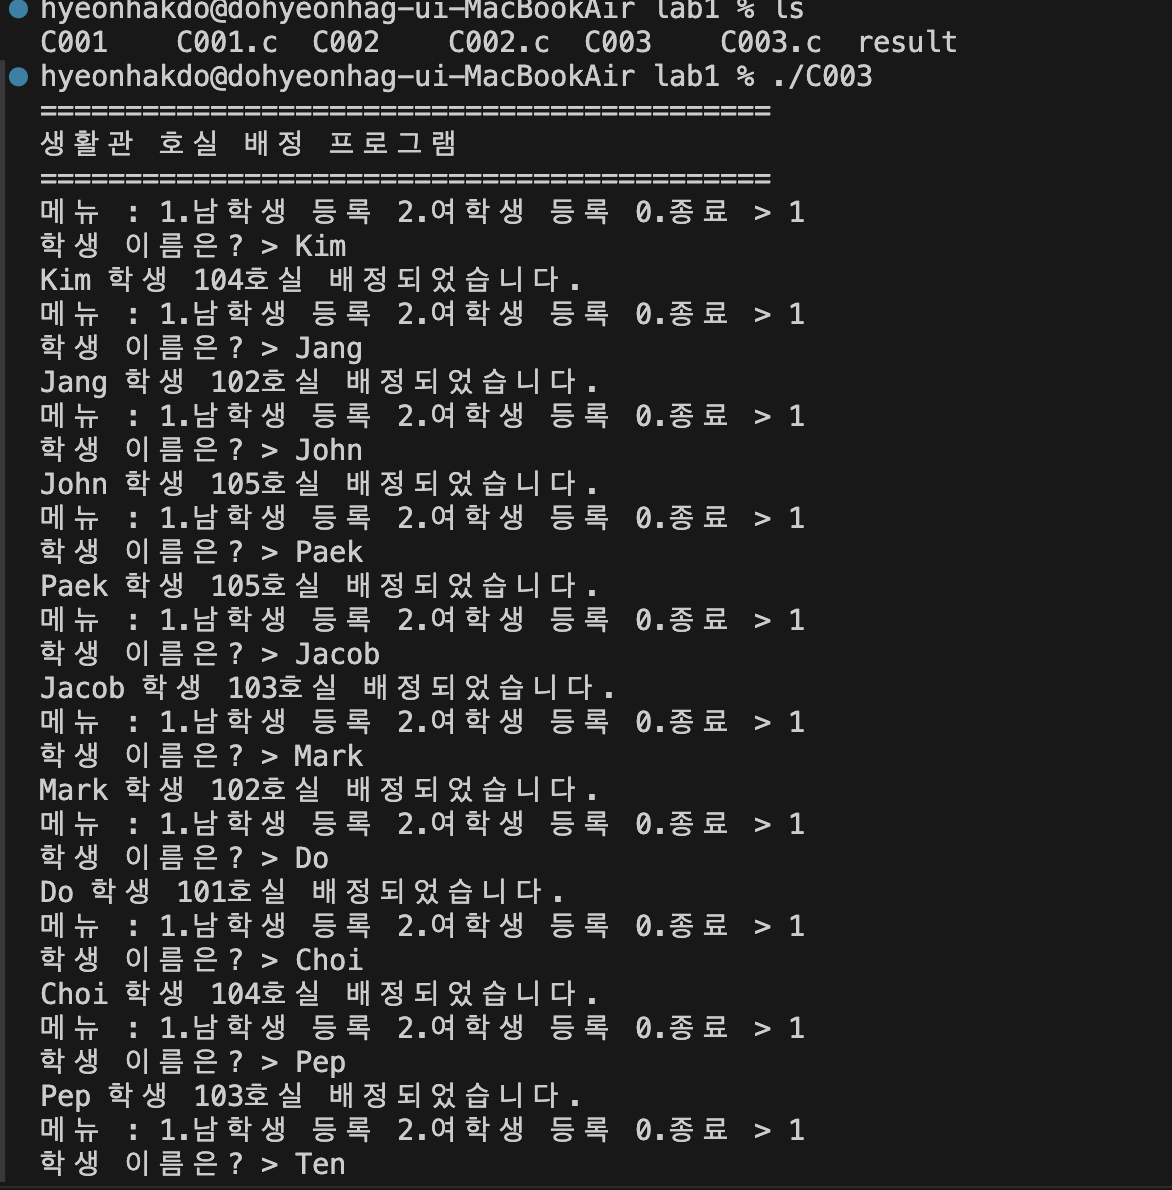 hyeonhakdo@dohyeonhag-ui-MacBookAir lab1 % ls
C001    C001.c  C002    C002.c  C003    C003.c  result
hyeonhakdo@dohyeonhag-ui-MacBookAir lab1 % ./C003
===========================================
생활관 호실 배정 프로그램
===========================================
메뉴 : 1.남학생 등록 2.여학생 등록 0.종료 > 1
학생 이름은? > Kim
Kim 학생 104호실 배정되었습니다.
메뉴 : 1.남학생 등록 2.여학생 등록 0.종료 > 1
학생 이름은? > Jang
Jang 학생 102호실 배정되었습니다.
메뉴 : 1.남학생 등록 2.여학생 등록 0.종료 > 1
학생 이름은? > John
John 학생 105호실 배정되었습니다.
메뉴 : 1.남학생 등록 2.여학생 등록 0.종료 > 1
학생 이름은? > Paek
Paek 학생 105호실 배정되었습니다.
메뉴 : 1.남학생 등록 2.여학생 등록 0.종료 > 1
학생 이름은? > Jacob
Jacob 학생 103호실 배정되었습니다.
메뉴 : 1.남학생 등록 2.여학생 등록 0.종료 > 1
학생 이름은? > Mark
Mark 학생 102호실 배정되었습니다.
메뉴 : 1.남학생 등록 2.여학생 등록 0.종료 > 1
학생 이름은? > Do
Do 학생 101호실 배정되었습니다.
메뉴 : 1.남학생 등록 2.여학생 등록 0.종료 > 1
학생 이름은? > Choi
Choi 학생 104호실 배정되었습니다.
메뉴 : 1.남학생 등록 2.여학생 등록 0.종료 > 1
학생 이름은? > Pep
Pep 학생 103호실 배정되었습니다.
메뉴 : 1.남학생 등록 2.여학생 등록 0.종료 > 1
학생 이름은? > Ten